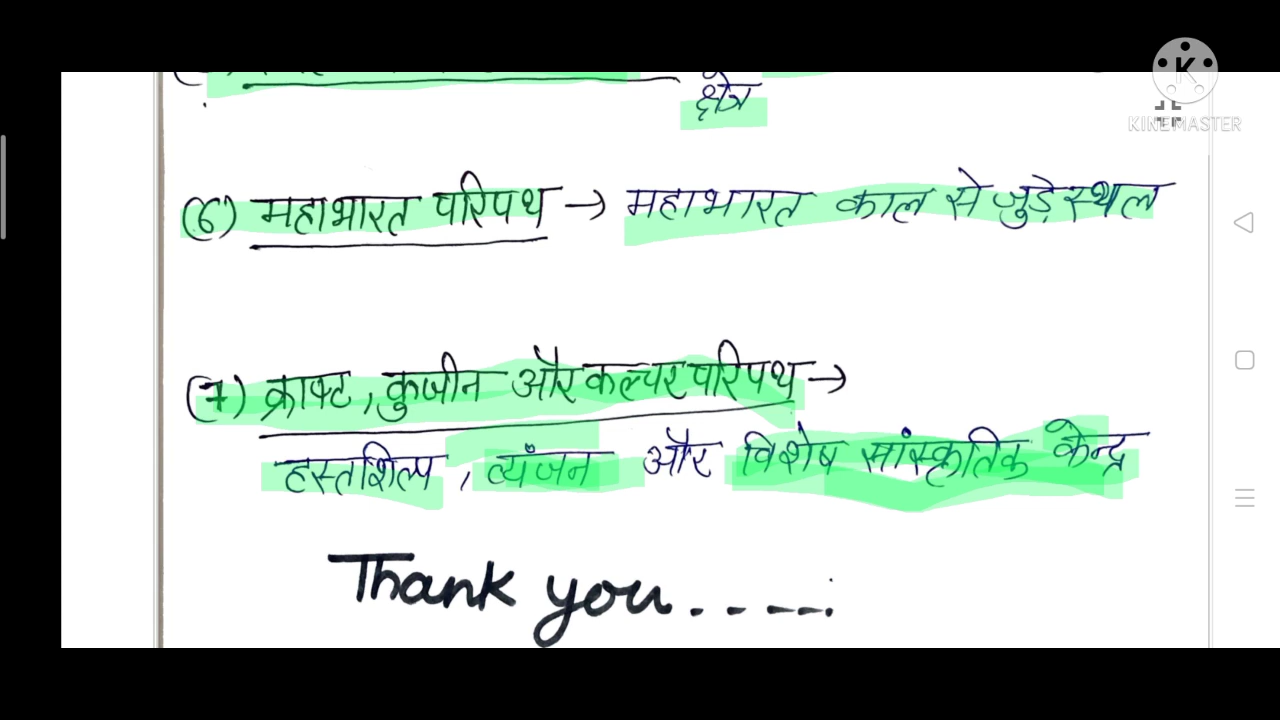 क्षेत्र
KINEMASTER
(6) महाभारत परिपथ → महाभारत काल से जुड़े स्थल
(7) क्राफ्ट, कुजीन और कल्चर परिपथ →
हस्तशिल्प, व्यंजन और विशेष सांस्कृतिक केन्द्र
Thank you.......